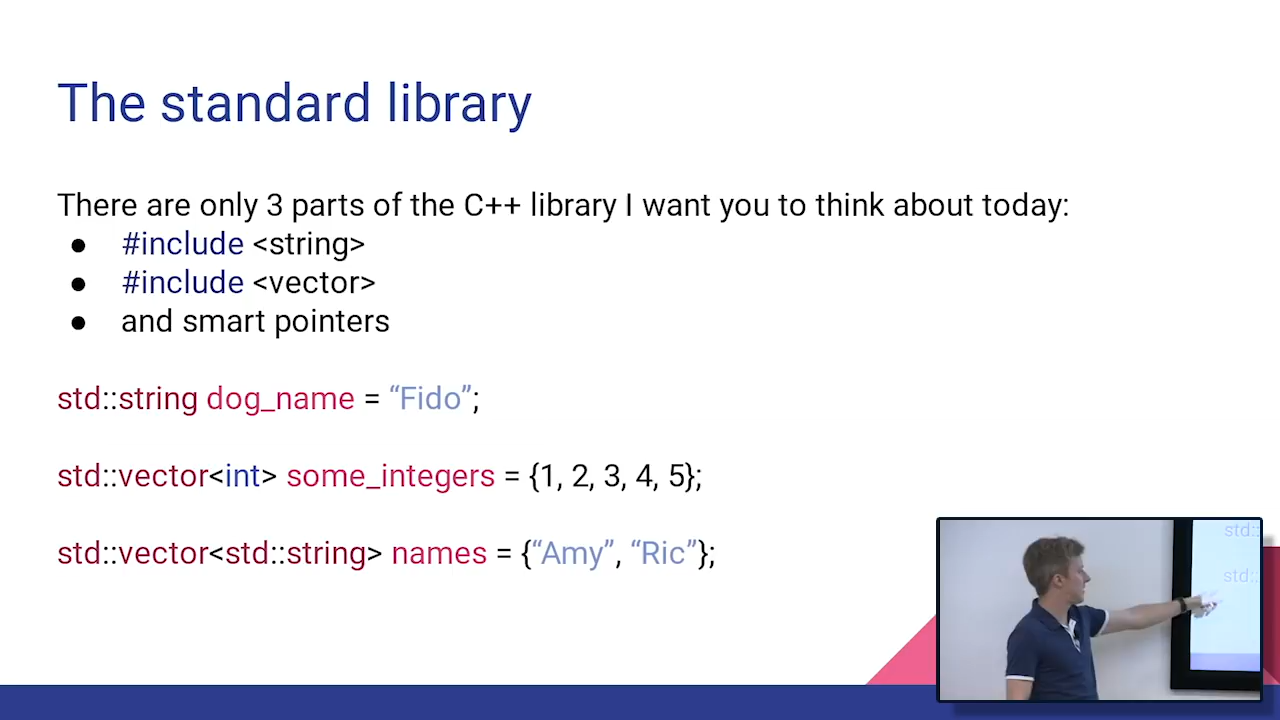 The standard library
There are only 3 parts of the C++ library I want you to think about today:
● #include <string>
● #include <vector>
● and smart pointers
std::string dog_name = “Fido”;
std::vector<int> some_integers = {1, 2, 3, 4, 5};
std::vector<std::string> names = {“Amy”, “Ric”};
std::
std::